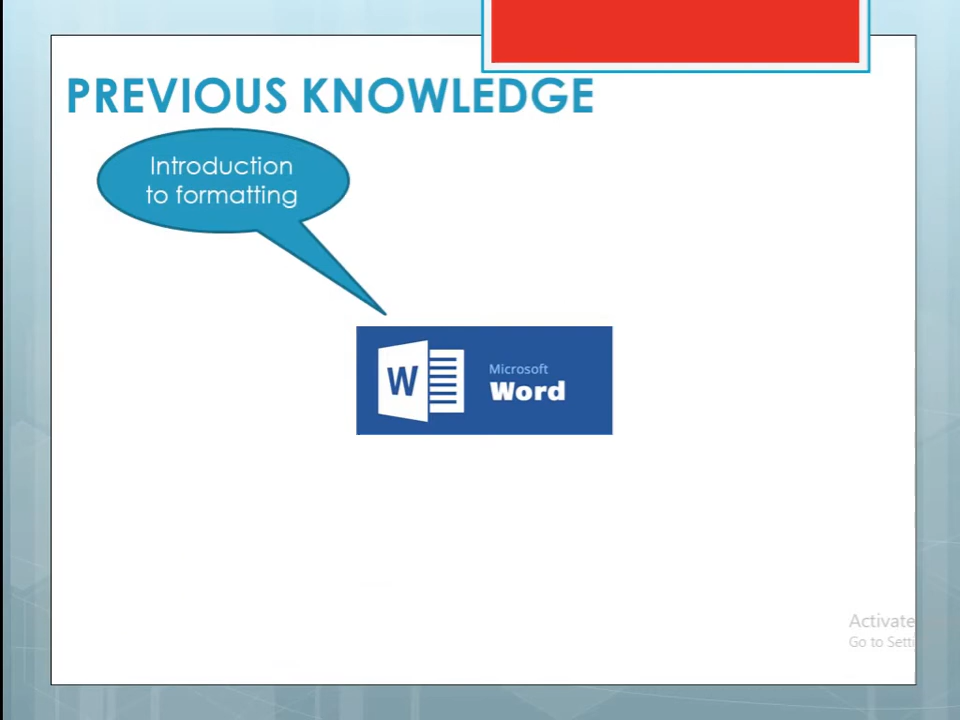 PREVIOUS KNOWLEDGE
Introduction
to formatting
W
Microsoft
Word
Activate
Go to Setti